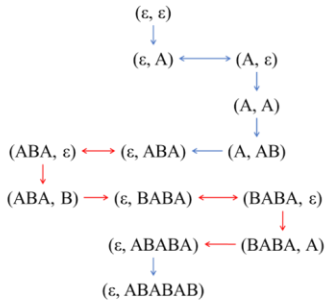 (ε, ε)
(ε, A) (A, ε)
(A, A)
(ABA, ε) (ε, ABA) (A, AB)
(ABA, B) (ε, BABA) (BABA, ε)
(ε, ABABA) (BABA, A)
(ε, ABABAB)